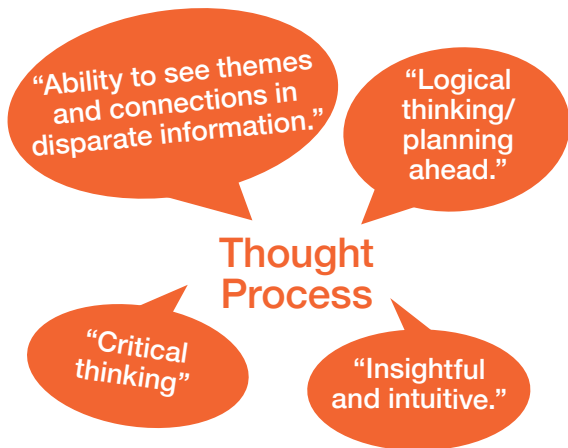 “Ability to see themes
and connections in
disparate information.”
“Logical
thinking/
planning
ahead.”
Thought
Process
“Critical
thinking”
“Insightful
and intuitive.”